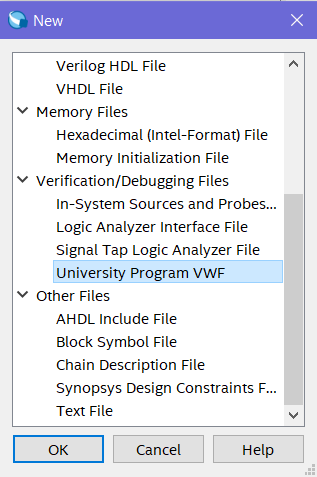 New
Verilog HDL File
VHDL File
Memory Files
Hexadecimal (Intel-Format) File
Memory Initialization File
Verification/Debugging Files
In-System Sources and Probes...
Logic Analyzer Interface File
Signal Tap Logic Analyzer File
University Program VWF
Other Files
AHDL Include File
Block Symbol File
Chain Description File
Synopsys Design Constraints F...
Text File
OK Cancel Help